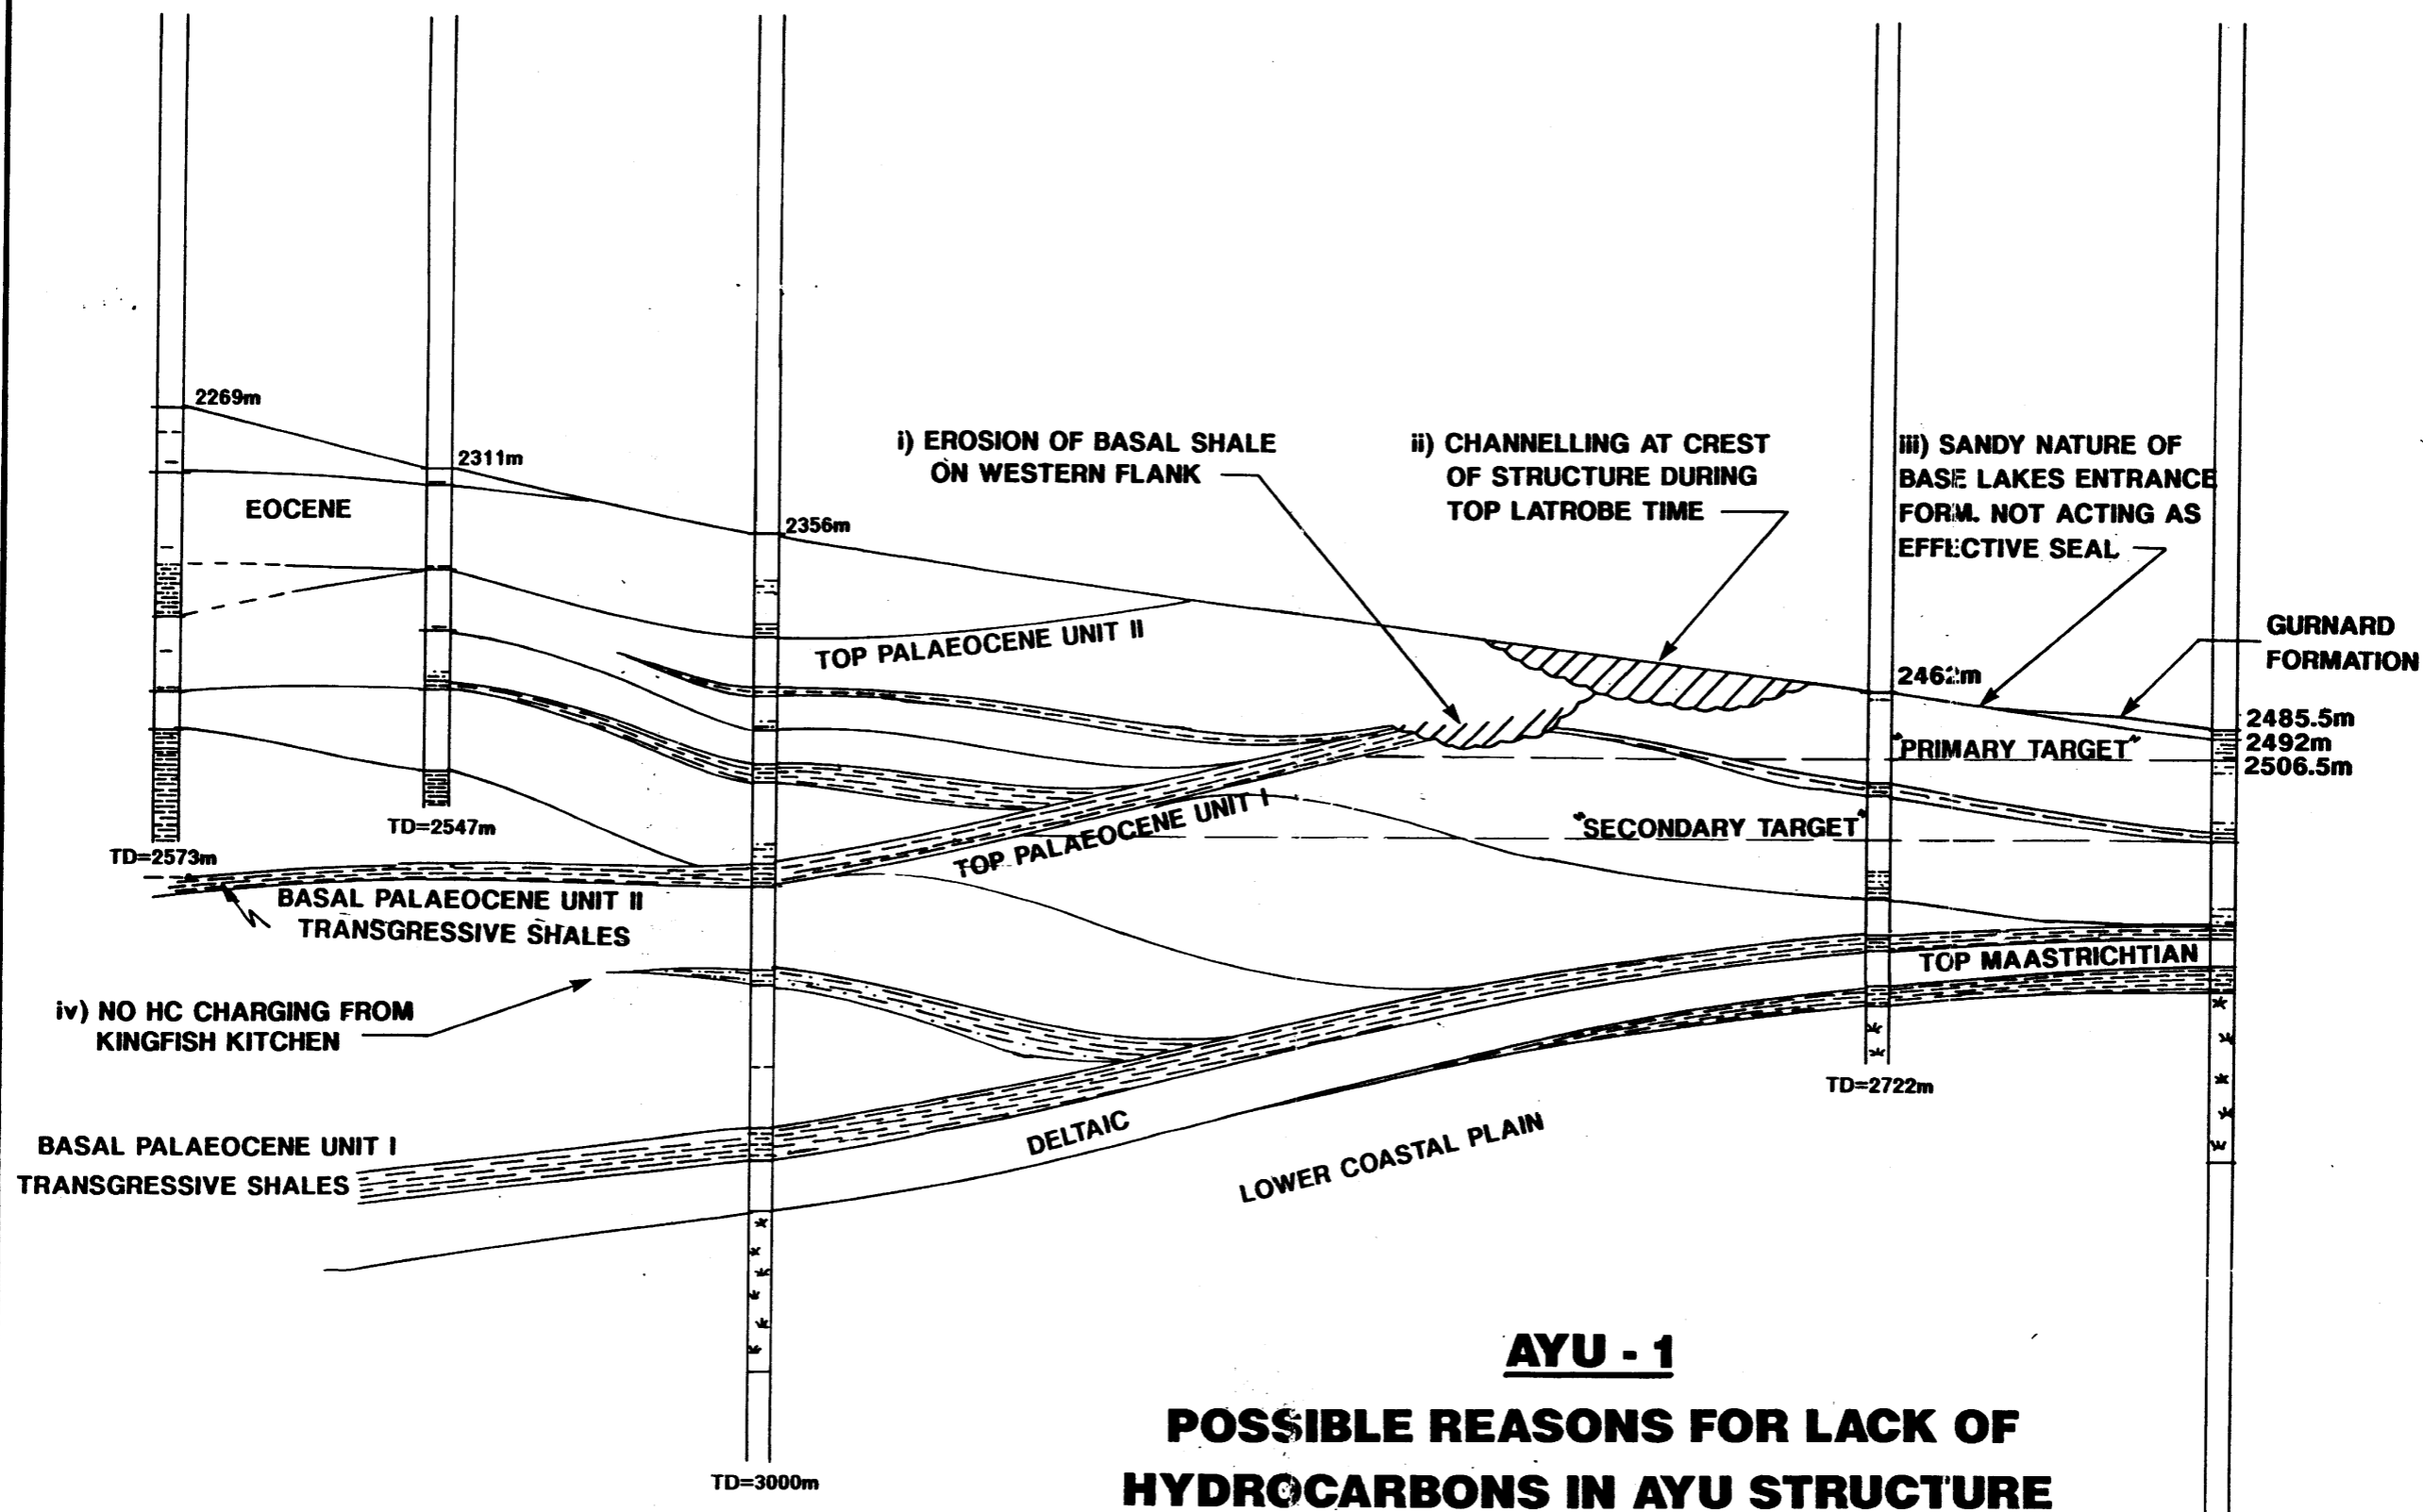 2269m
2311m
2356m
EOCENE
i) EROSION OF BASAL SHALE
ON WESTERN FLANK
ii) CHANNELLING AT CREST
OF STRUCTURE DURING
TOP LATROBE TIME
iii) SANDY NATURE OF
BASE LAKES ENTRANCE
FORM. NOT ACTING AS
EFFECTIVE SEAL
GURNARD
FORMATION
TOP PALAEOCENE UNIT II
2462m
2485.5m
2492m
2506.5m
"PRIMARY TARGET"
"SECONDARY TARGET"
TOP PALAEOCENE UNIT I
TD=2547m
TD=2573m
BASAL PALAEOCENE UNIT II
TRANSGRESSIVE SHALES
TOP MAASTRICHTIAN
iv) NO HC CHARGING FROM
KINGFISH KITCHEN
TD=2722m
BASAL PALAEOCENE UNIT I
TRANSGRESSIVE SHALES
DELTAIC
LOWER COASTAL PLAIN
TD=3000m
AYU - 1
POSSIBLE REASONS FOR LACK OF
HYDROCARBONS IN AYU STRUCTURE